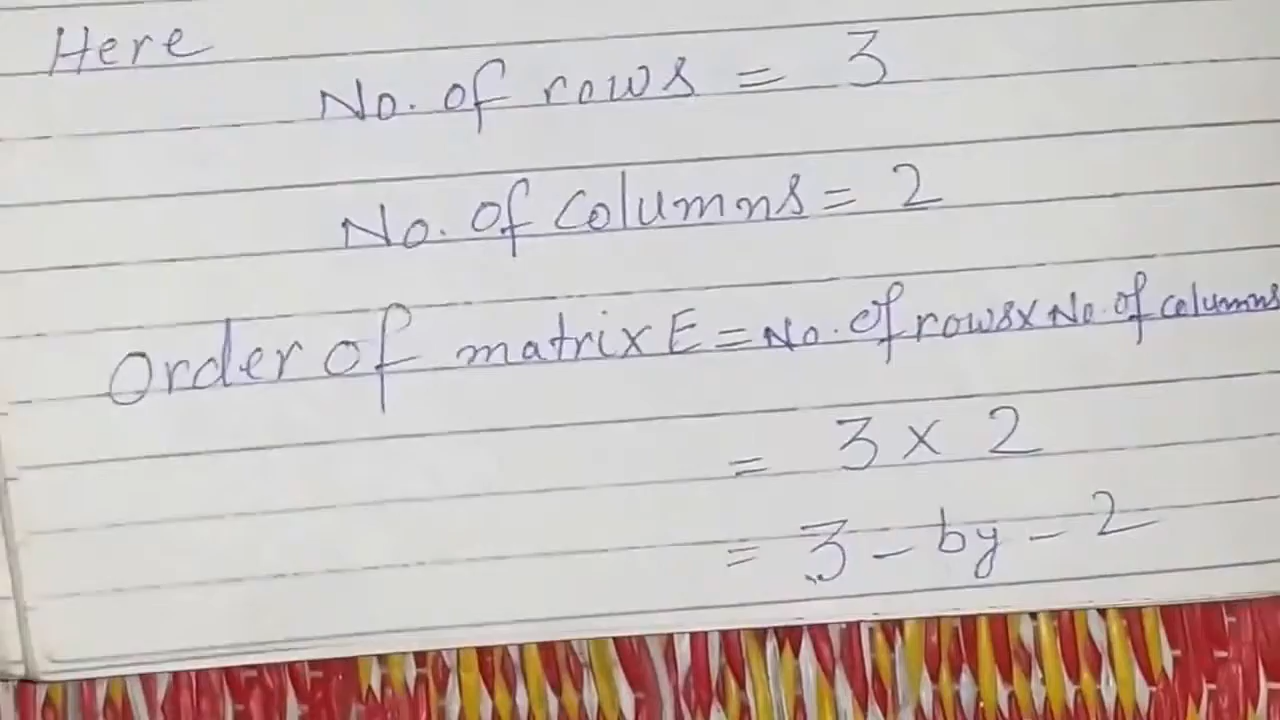 Here
No. of rows = 3
No. of columns = 2
Order of matrix E = No. of rows x No. of columns
= 3 x 2
= 3 - by - 2